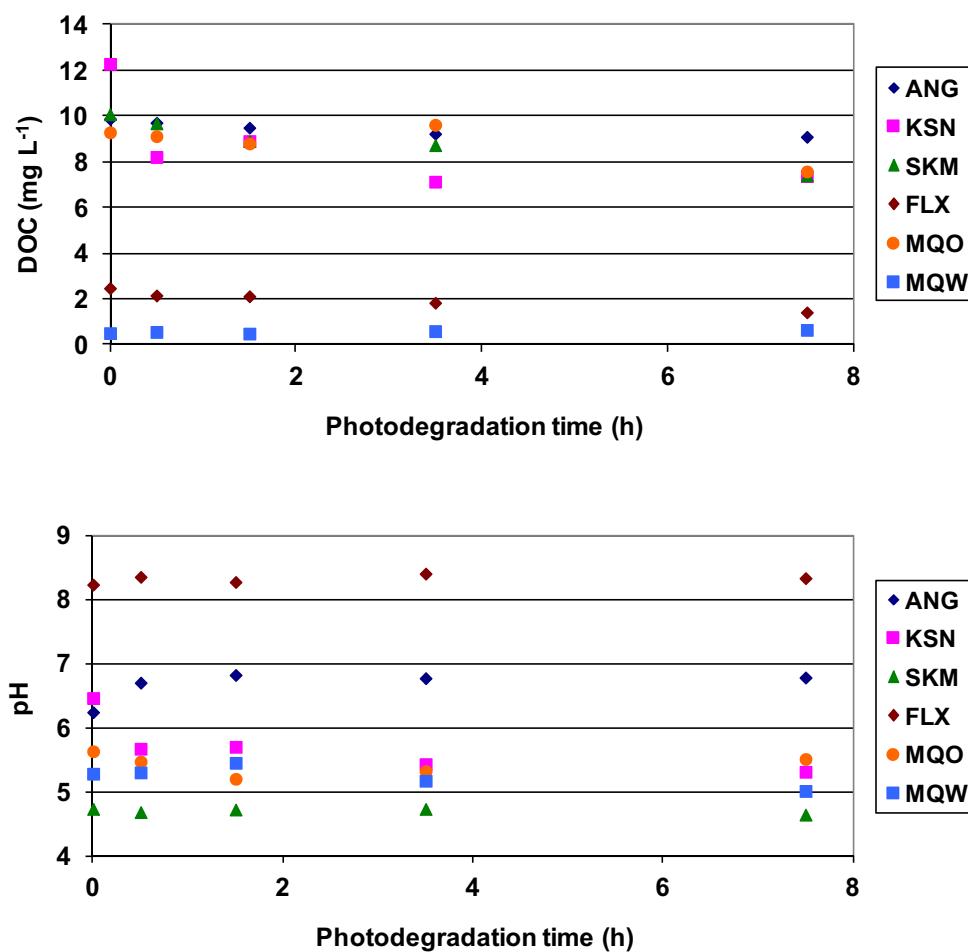 14
12
10
8
6
4
2
0
DOC (mg L⁻¹)
0 2 4 6 8
Photodegradation time (h)
ANG
KSN
SKM
FLX
MQO
MQW
9
8
7
6
5
4
pH
0 2 4 6 8
Photodegradation time (h)
ANG
KSN
SKM
FLX
MQO
MQW